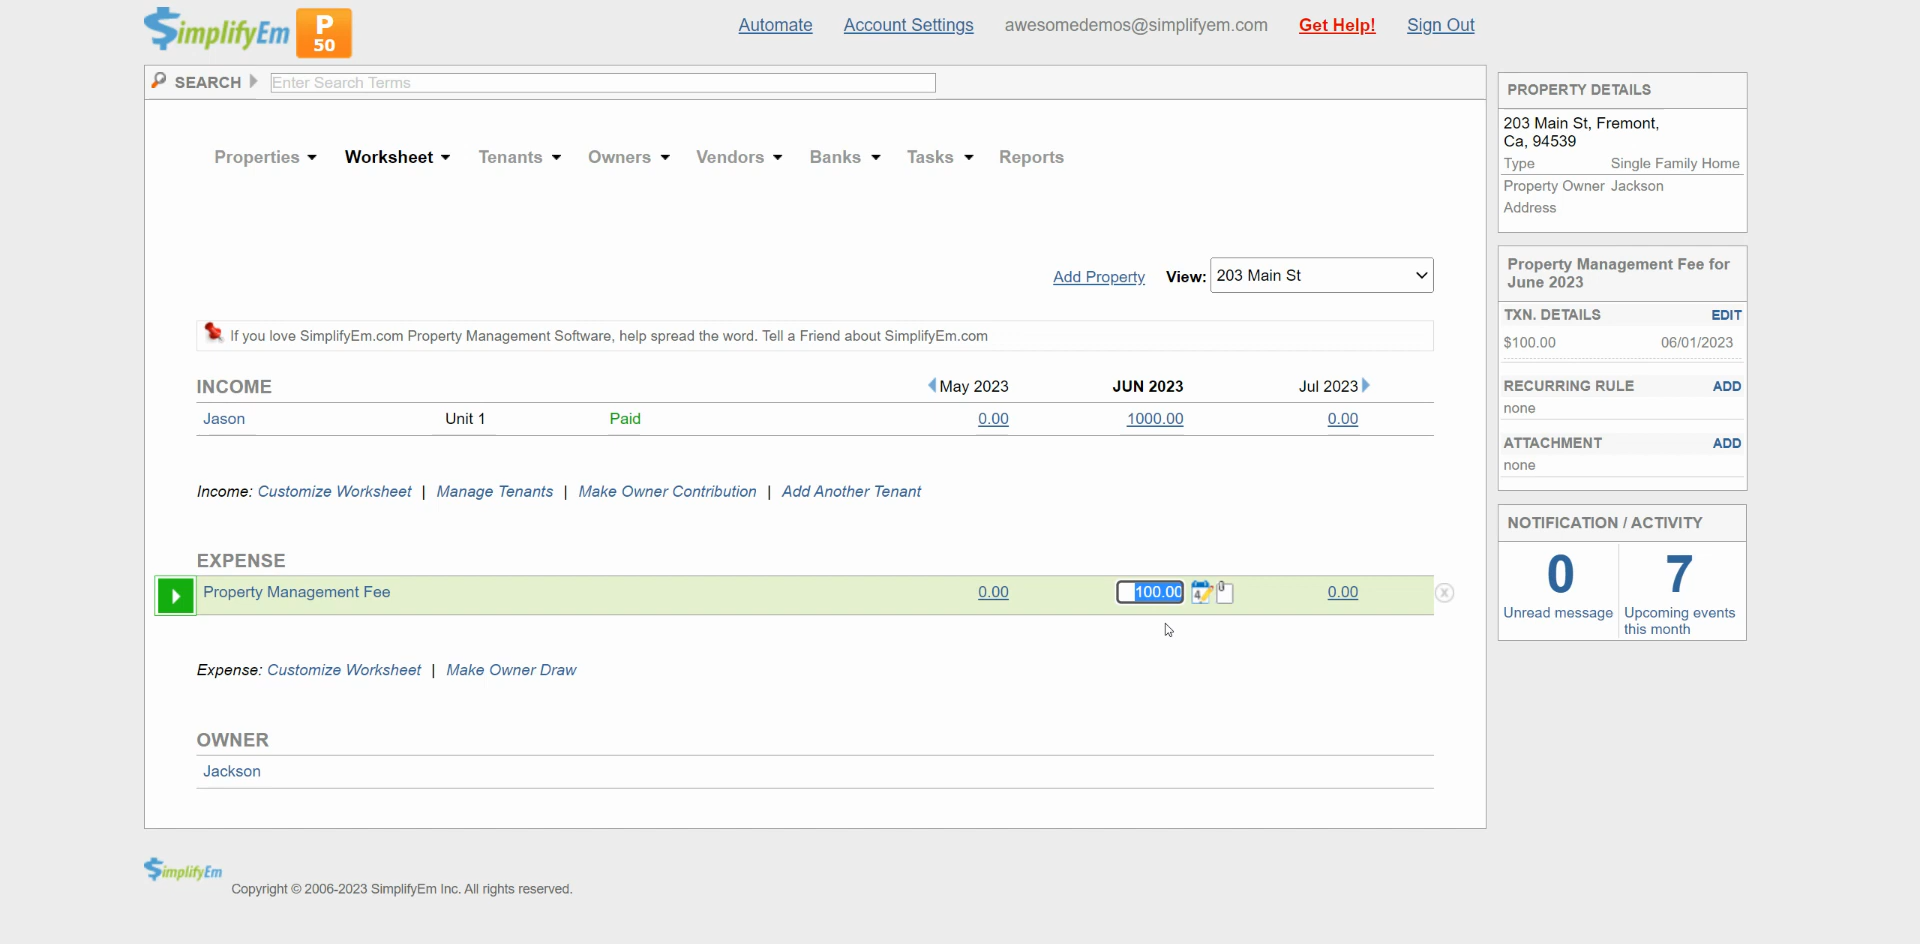 SimplifyEm P 50
Automate Account Settings awesomedemos@simplifyem.com Get Help! Sign Out
SEARCH Enter Search Terms
Properties Worksheet Tenants Owners Vendors Banks Tasks Reports
Add Property View: 203 Main St
If you love SimplifyEm.com Property Management Software, help spread the word. Tell a Friend about SimplifyEm.com
INCOME May 2023 JUN 2023 Jul 2023
Jason Unit 1 Paid 0.00 1000.00 0.00
Income: Customize Worksheet | Manage Tenants | Make Owner Contribution | Add Another Tenant
EXPENSE
Property Management Fee 0.00 100.00 0.00
Expense: Customize Worksheet | Make Owner Draw
OWNER
Jackson
SimplifyEm
Copyright © 2006-2023 SimplifyEm Inc. All rights reserved.
PROPERTY DETAILS
203 Main St, Fremont,
Ca, 94539
Type Single Family Home
Property Owner Jackson
Address
Property Management Fee for
June 2023
TXN. DETAILS EDIT
$100.00 06/01/2023
RECURRING RULE ADD
none
ATTACHMENT ADD
none
NOTIFICATION / ACTIVITY
0 7
Unread message Upcoming events
this month